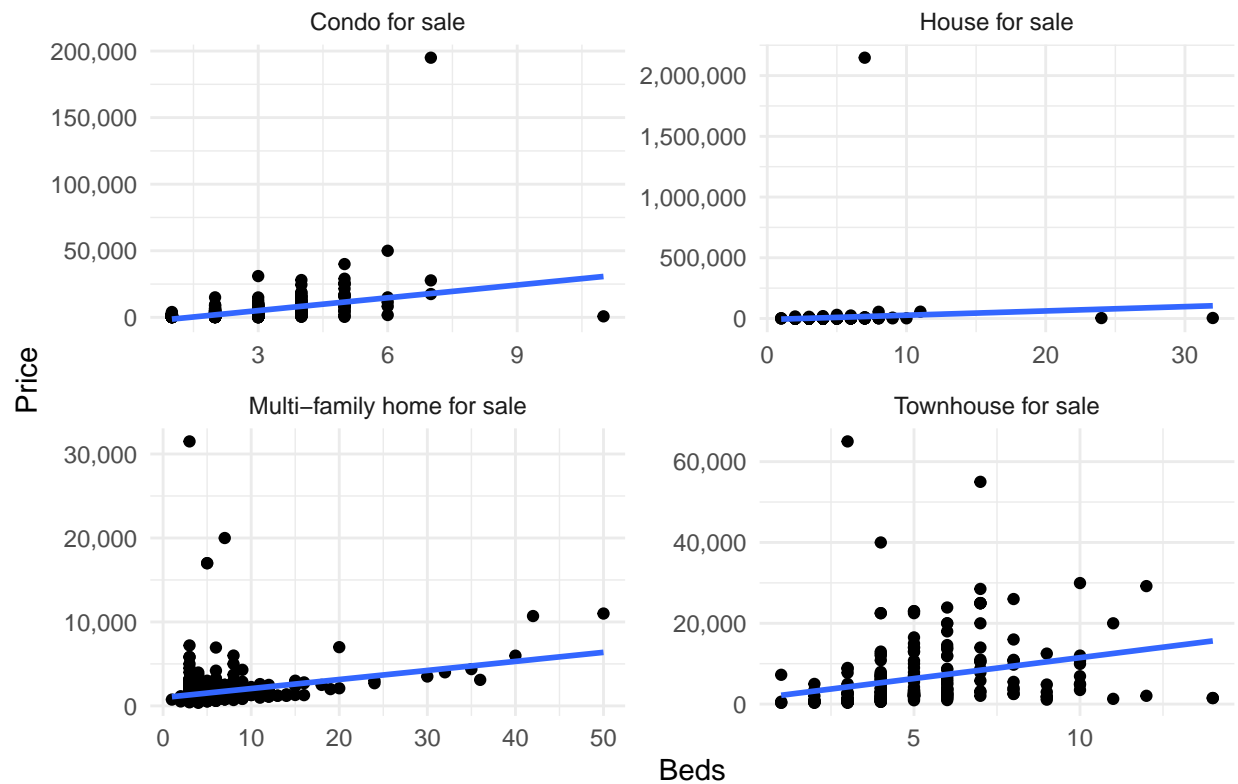 Condo for sale
200,000
150,000
100,000
50,000
0
3 6 9
House for sale
2,000,000
1,500,000
1,000,000
500,000
0
0 10 20 30
Price
Multi−family home for sale
30,000
20,000
10,000
0
0 10 20 30 40 50
Townhouse for sale
60,000
40,000
20,000
0
5 10
Beds